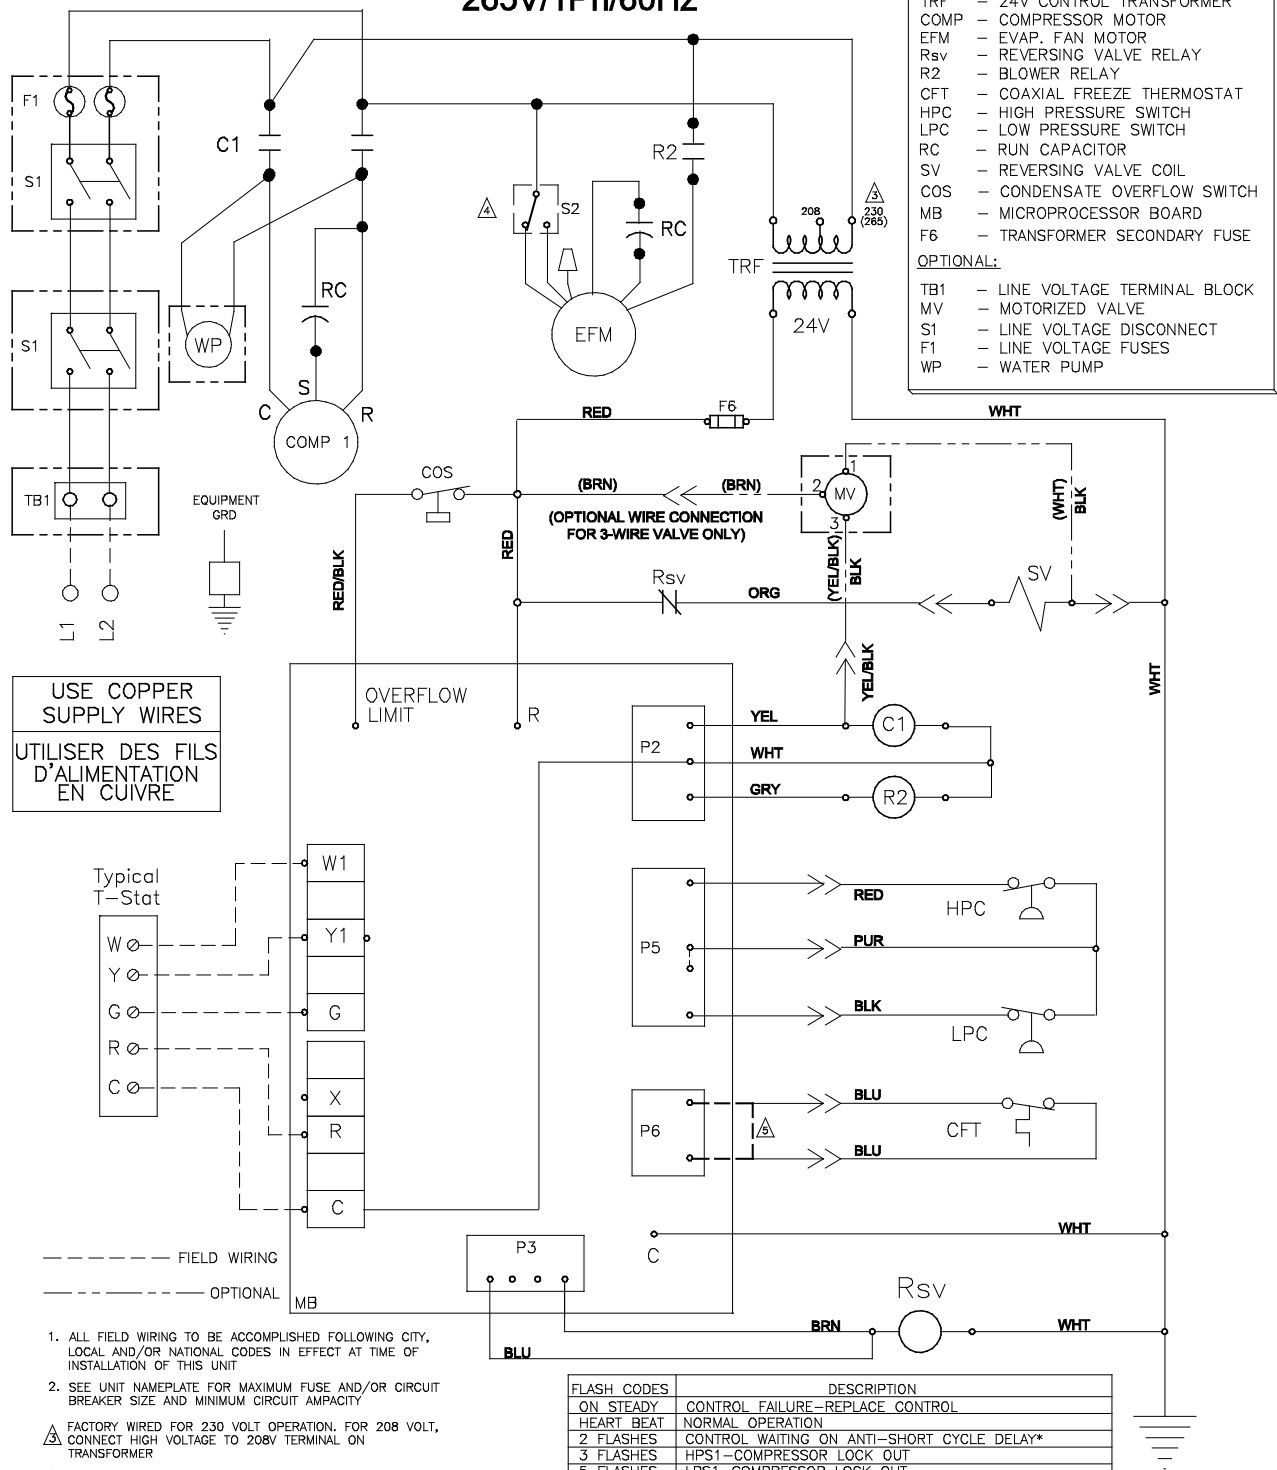 265V/1Ph/60Hz
TRF – 24V CONTROL TRANSFORMER
COMP – COMPRESSOR MOTOR
EFM – EVAP. FAN MOTOR
Rsv – REVERSING VALVE RELAY
R2 – BLOWER RELAY
CFT – COAXIAL FREEZE THERMOSTAT
HPC – HIGH PRESSURE SWITCH
LPC – LOW PRESSURE SWITCH
RC – RUN CAPACITOR
SV – REVERSING VALVE COIL
COS – CONDENSATE OVERFLOW SWITCH
MB – MICROPROCESSOR BOARD
F6 – TRANSFORMER SECONDARY FUSE
OPTIONAL:
TB1 – LINE VOLTAGE TERMINAL BLOCK
MV – MOTORIZED VALVE
S1 – LINE VOLTAGE DISCONNECT
F1 – LINE VOLTAGE FUSES
WP – WATER PUMP
F1
C1
R2
S1
4
S2
3
208
230
(265)
RC
TRF
RC
24V
S1
WP
EFM
S
C
R
COMP 1
RED
F6
WHT
COS
TB1
EQUIPMENT
GRD
(BRN)
(BRN)
2
MV
1
3
(OPTIONAL WIRE CONNECTION
FOR 3-WIRE VALVE ONLY)
(WHT)
BLK
RED/BLK
RED
(YEL/BLK)
BLK
Rsv
ORG
SV
L1
L2
YEL/BLK
WHT
USE COPPER
SUPPLY WIRES
UTILISER DES FILS
D'ALIMENTATION
EN CUIVRE
OVERFLOW
LIMIT
R
P2
YEL
C1
WHT
GRY
R2
Typical
T-Stat
W
Y
G
R
C
W1
Y1
G
X
R
C
P5
RED
HPC
PUR
BLK
LPC
P6
5
BLU
CFT
BLU
C
WHT
P3
FIELD WIRING
OPTIONAL
MB
Rsv
BRN
WHT
BLU
1. ALL FIELD WIRING TO BE ACCOMPLISHED FOLLOWING CITY,
LOCAL AND/OR NATIONAL CODES IN EFFECT AT TIME OF
INSTALLATION OF THIS UNIT
2. SEE UNIT NAMEPLATE FOR MAXIMUM FUSE AND/OR CIRCUIT
BREAKER SIZE AND MINIMUM CIRCUIT AMPACITY
3 FACTORY WIRED FOR 230 VOLT OPERATION. FOR 208 VOLT,
CONNECT HIGH VOLTAGE TO 208V TERMINAL ON
TRANSFORMER
FLASH CODES DESCRIPTION
ON STEADY CONTROL FAILURE–REPLACE CONTROL
HEART BEAT NORMAL OPERATION
2 FLASHES CONTROL WAITING ON ANTI–SHORT CYCLE DELAY*
3 FLASHES HPS1–COMPRESSOR LOCK OUT
5 FLASHES LPS1–COMPRESSOR LOCK OUT